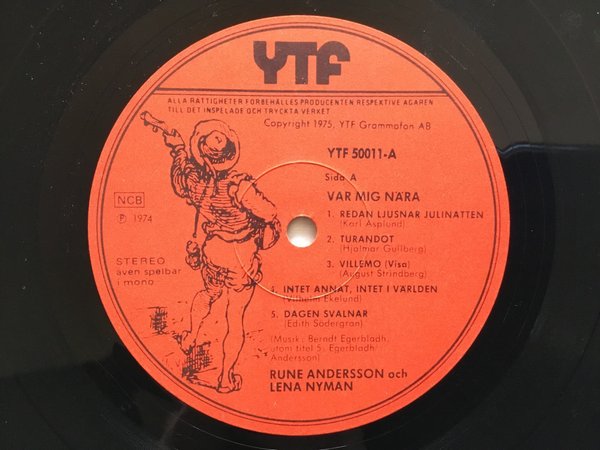 YTF
ALLA RÄTTIGHETER FÖRBEHÅLLES PRODUCENTEN RESPEKTIVE ÄGAREN
TILL DET INSPELADE OCH TRYCKTA VERKET
Copyright 1975, YTF Grammofon AB
YTF 50011-A
Sida A
VAR MIG NÄRA
1. REDAN LJUSNAR JULINATTEN
(Karl Asplund)
2. TURANDOT
(Hjalmar Gullberg)
3. VILLEMO (Visa)
(August Strindberg)
4. INTET ANNAT, INTET I VÄRLDEN
(Vilhelm Ekelund)
5. DAGEN SVALNAR
(Edith Södergran)
(Musik: Berndt Egerbladh,
utom titel 5: Egerbladh/
Andersson)
RUNE ANDERSSON och
LENA NYMAN
NCB
Ⓟ 1974
STEREO
även spelbar
i mono